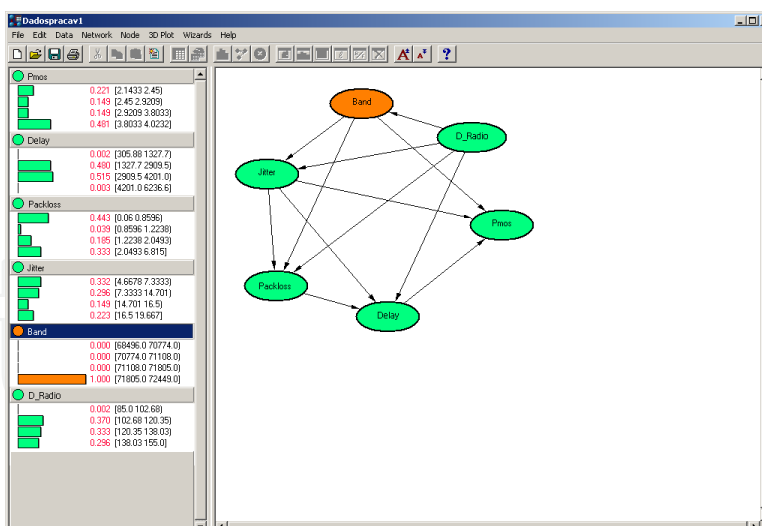 Dadospracav1
File Edit Data Network Node 3D Plot Wizards Help
Pmos
0.221 [2.1433 2.45)
0.149 [2.45 2.9209)
0.149 [2.9209 3.8033)
0.481 [3.8033 4.0232]
Delay
0.002 [305.88 1327.7)
0.480 [1327.7 2909.5)
0.515 [2909.5 4201.0)
0.003 [4201.0 6236.6]
Packloss
0.443 [0.06 0.8596)
0.039 [0.8596 1.2238)
0.185 [1.2238 2.0493)
0.333 [2.0493 6.815]
Jitter
0.332 [4.6678 7.3333)
0.296 [7.3333 14.701)
0.149 [14.701 16.5)
0.223 [16.5 19.667]
Band
0.000 [68496.0 70774.0)
0.000 [70774.0 71108.0)
0.000 [71108.0 71805.0)
1.000 [71805.0 72449.0]
D_Radio
0.002 [85.0 102.68)
0.370 [102.68 120.35)
0.333 [120.35 138.03)
0.296 [138.03 155.0]
Band
D_Radio
Jitter
Pmos
Packloss
Delay